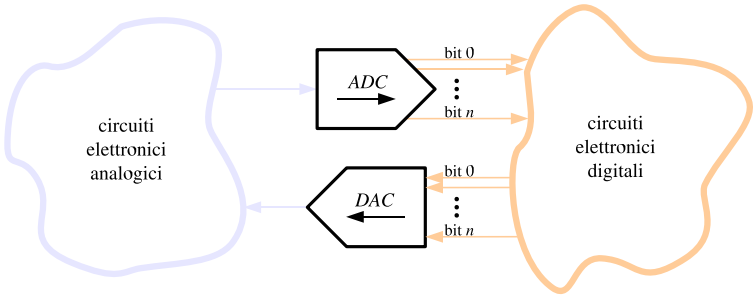 circuiti
elettronici
analogici
ADC
bit 0
bit n
DAC
bit 0
bit n
circuiti
elettronici
digitali